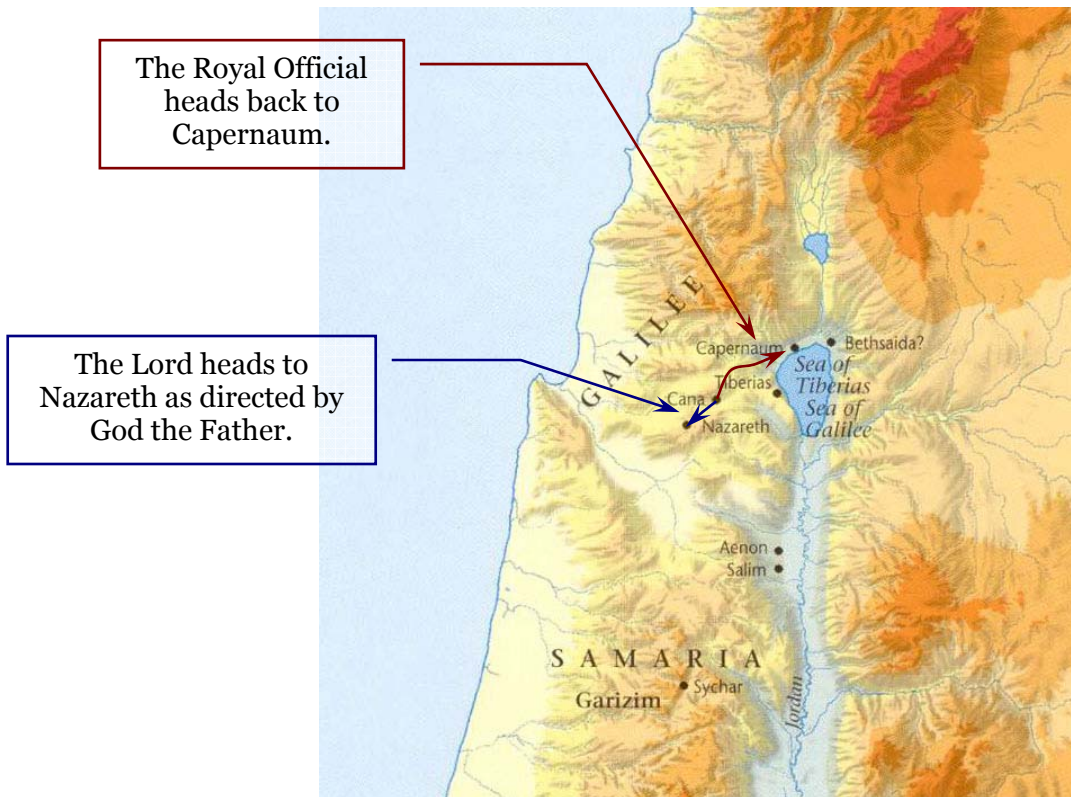 The Royal Official
heads back to
Capernaum.
GALILEE
Capernaum
Bethsaida?
Sea of
Tiberias
Sea of
Galilee
Tiberias
The Lord heads to
Nazareth as directed by
God the Father.
Cana
Nazareth
Aenon
Salim
SAMARIA
Garizim
Sychar
Jordan